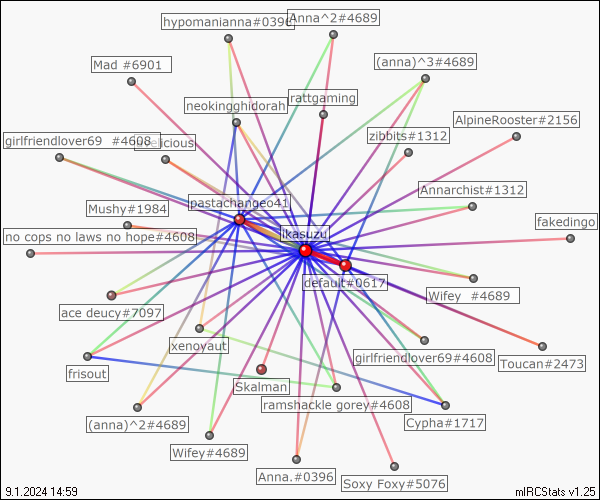 hypomanianna#039
Anna^2#4689
Mad #6901
(anna)^3#4689
neokingghidorah
rattgaming
AlpineRooster#2156
zibbits#1312
girlfriendlover69 #4608
icious
pastachangeo41
Annarchist#1312
Mushy#1984
ikasuzu
fakedingo
no cops no laws no hope#4608
default#0617
ace deucy#7097
Wifey #4689
xenoyaut
girlfriendlover69#4608
Toucan#2473
frisout
Skalman
ramshackle gorey#4608
(anna)^2#4689
Cypha#1717
Wifey#4689
Anna.#0396
Soxy Foxy#5076
9.1.2024 14:59
mIRCStats v1.25